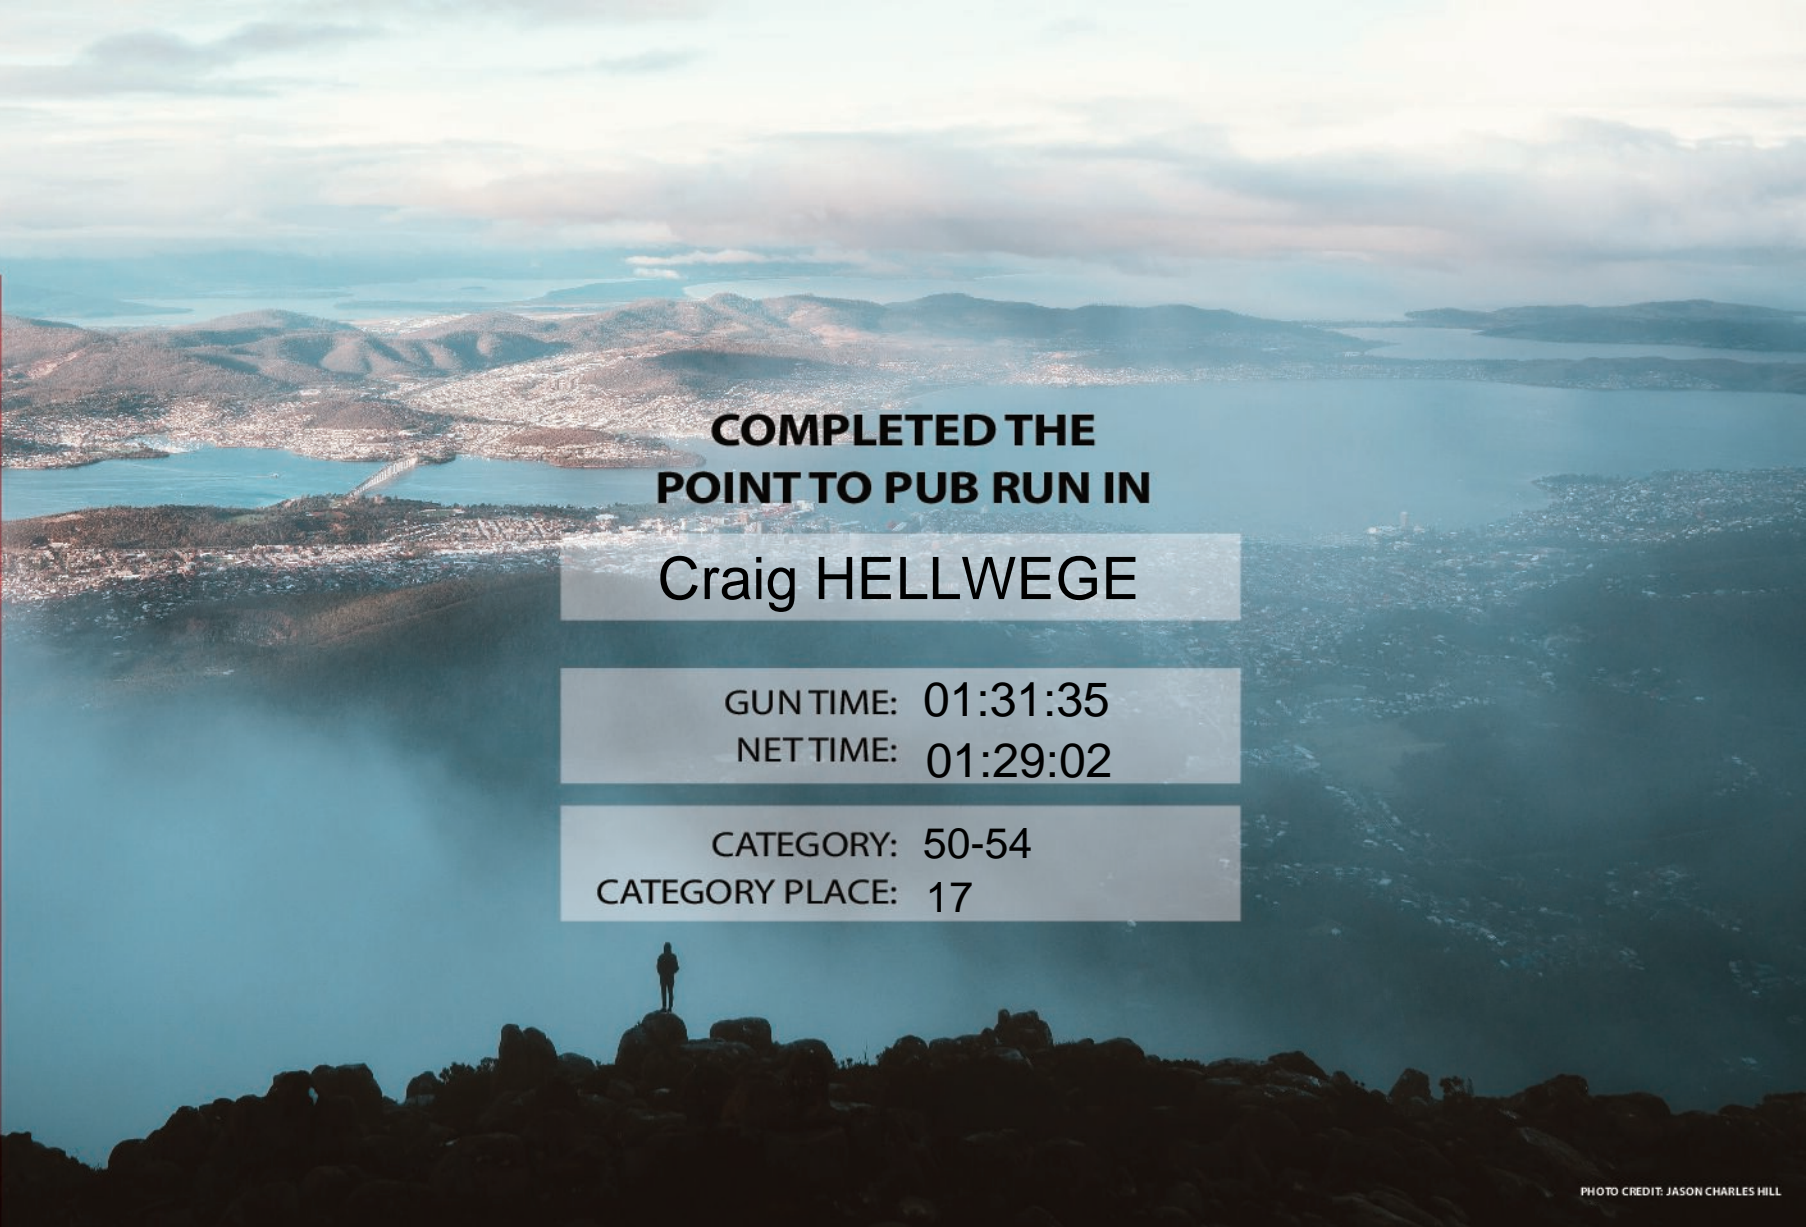 COMPLETED THE
POINT TO PUB RUN IN
Craig HELLWEGE
GUN TIME: 01:31:35
NET TIME: 01:29:02
CATEGORY: 50-54
CATEGORY PLACE: 17
PHOTO CREDIT: JASON CHARLES HILL